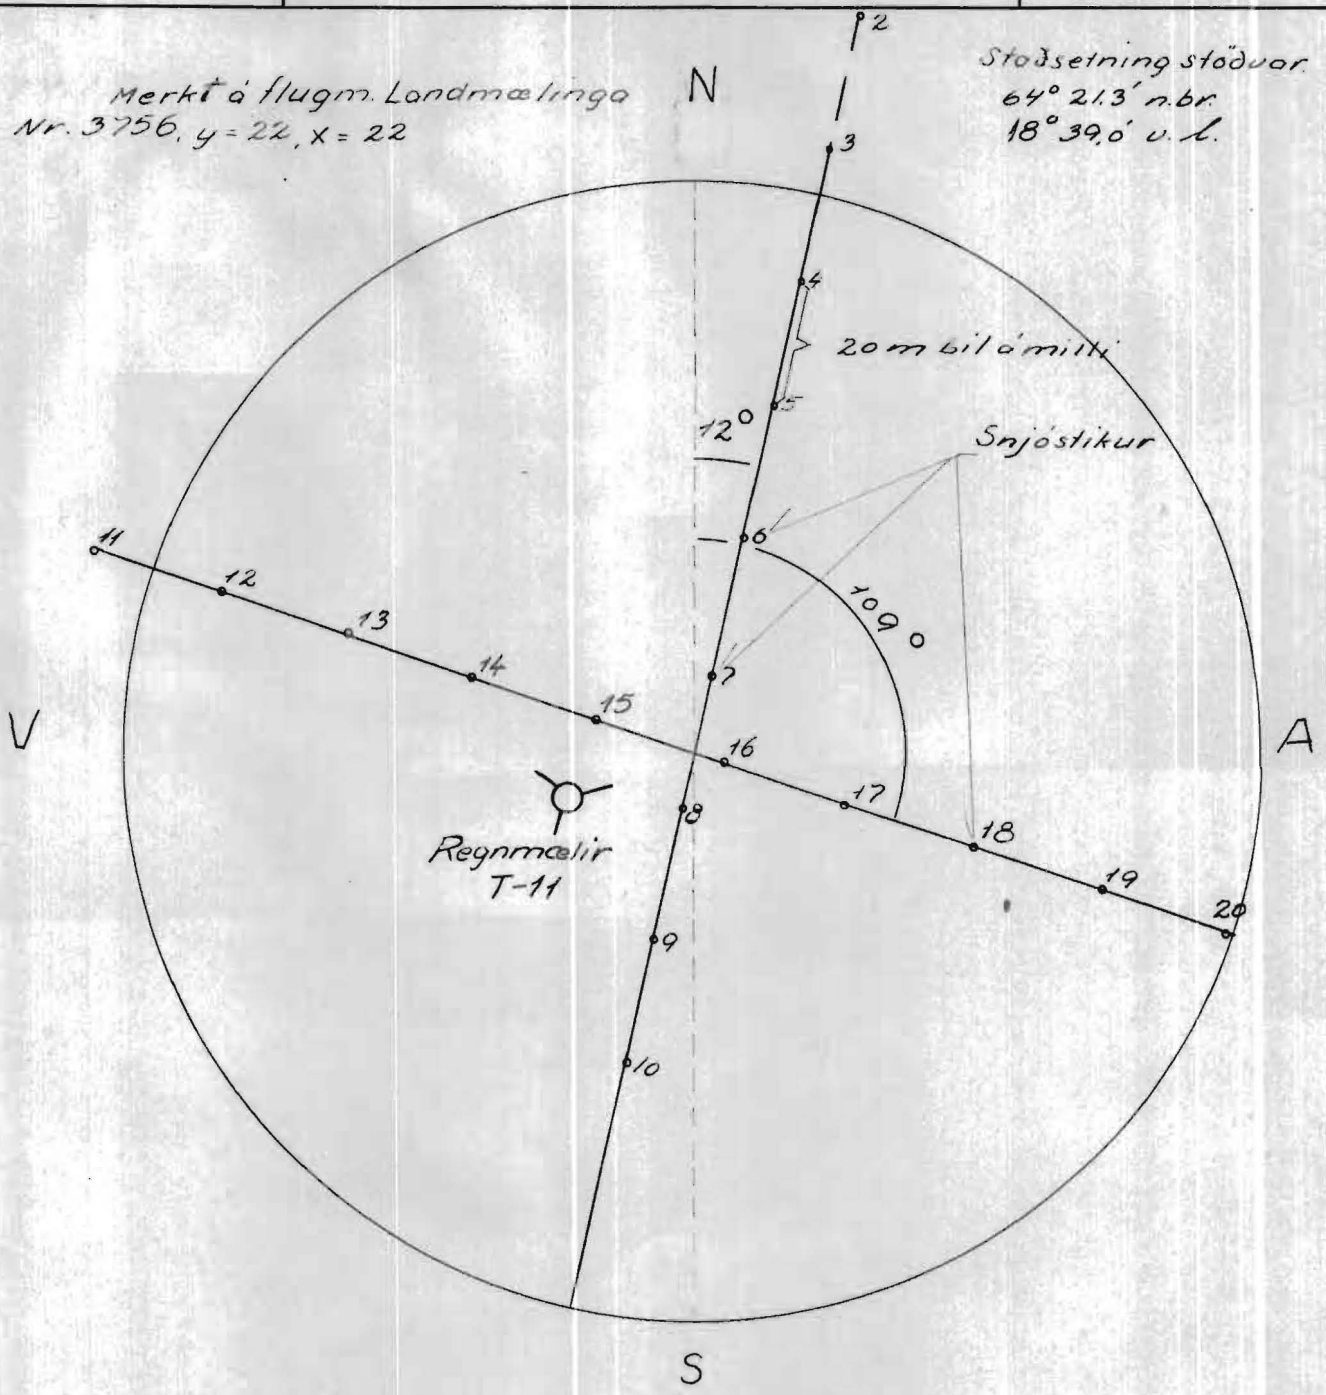 2
Merkt á flugm. Landmælinga
Nr. 3756, y = 22, x = 22
N
Staðsetning stöðvar.
64° 21.3' n.br.
18° 39,0' v.l.
3
4
20 m bil á milli
5
12°
Snjóstikur
6
11
12
109°
13
14
7
15
V
A
16
17
8
Regnmælir
T-11
18
19
20
9
10
S